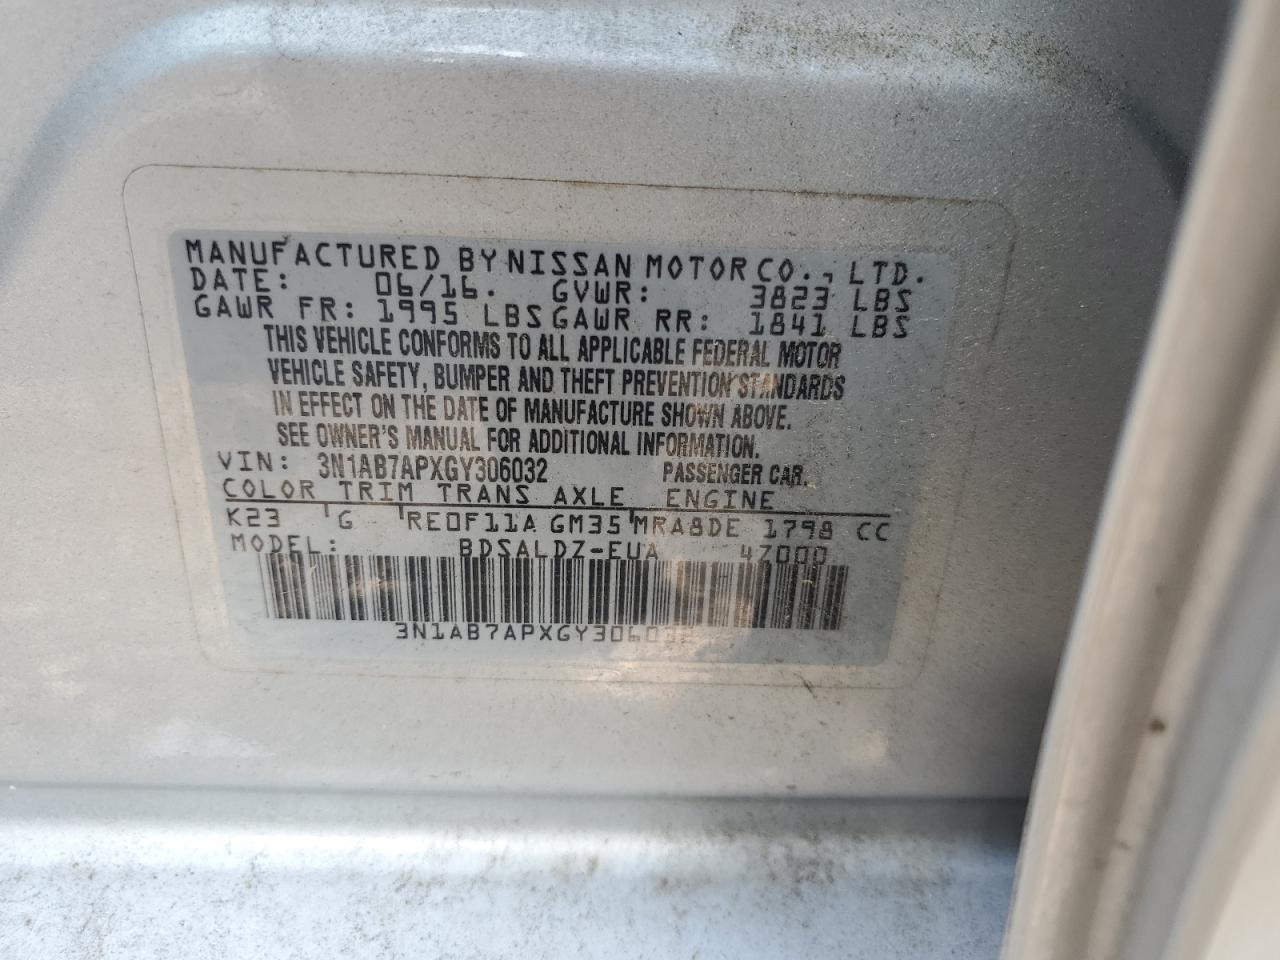 MANUFACTURED BY NISSAN MOTOR CO., LTD.
DATE: 06/16. GVWR: 3823 LBS
GAWR FR: 1995 LBS GAWR RR: 1841 LBS
THIS VEHICLE CONFORMS TO ALL APPLICABLE FEDERAL MOTOR
VEHICLE SAFETY, BUMPER AND THEFT PREVENTION STANDARDS
IN EFFECT ON THE DATE OF MANUFACTURE SHOWN ABOVE.
SEE OWNER'S MANUAL FOR ADDITIONAL INFORMATION.
VIN: 3N1AB7APXGY306032 PASSENGER CAR.
COLOR TRIM TRANS AXLE ENGINE
K23 G RE0F11A GM35 MRA8DE 1798 CC
MODEL: BDSALDZ-EUA 47000
3N1AB7APXGY306032